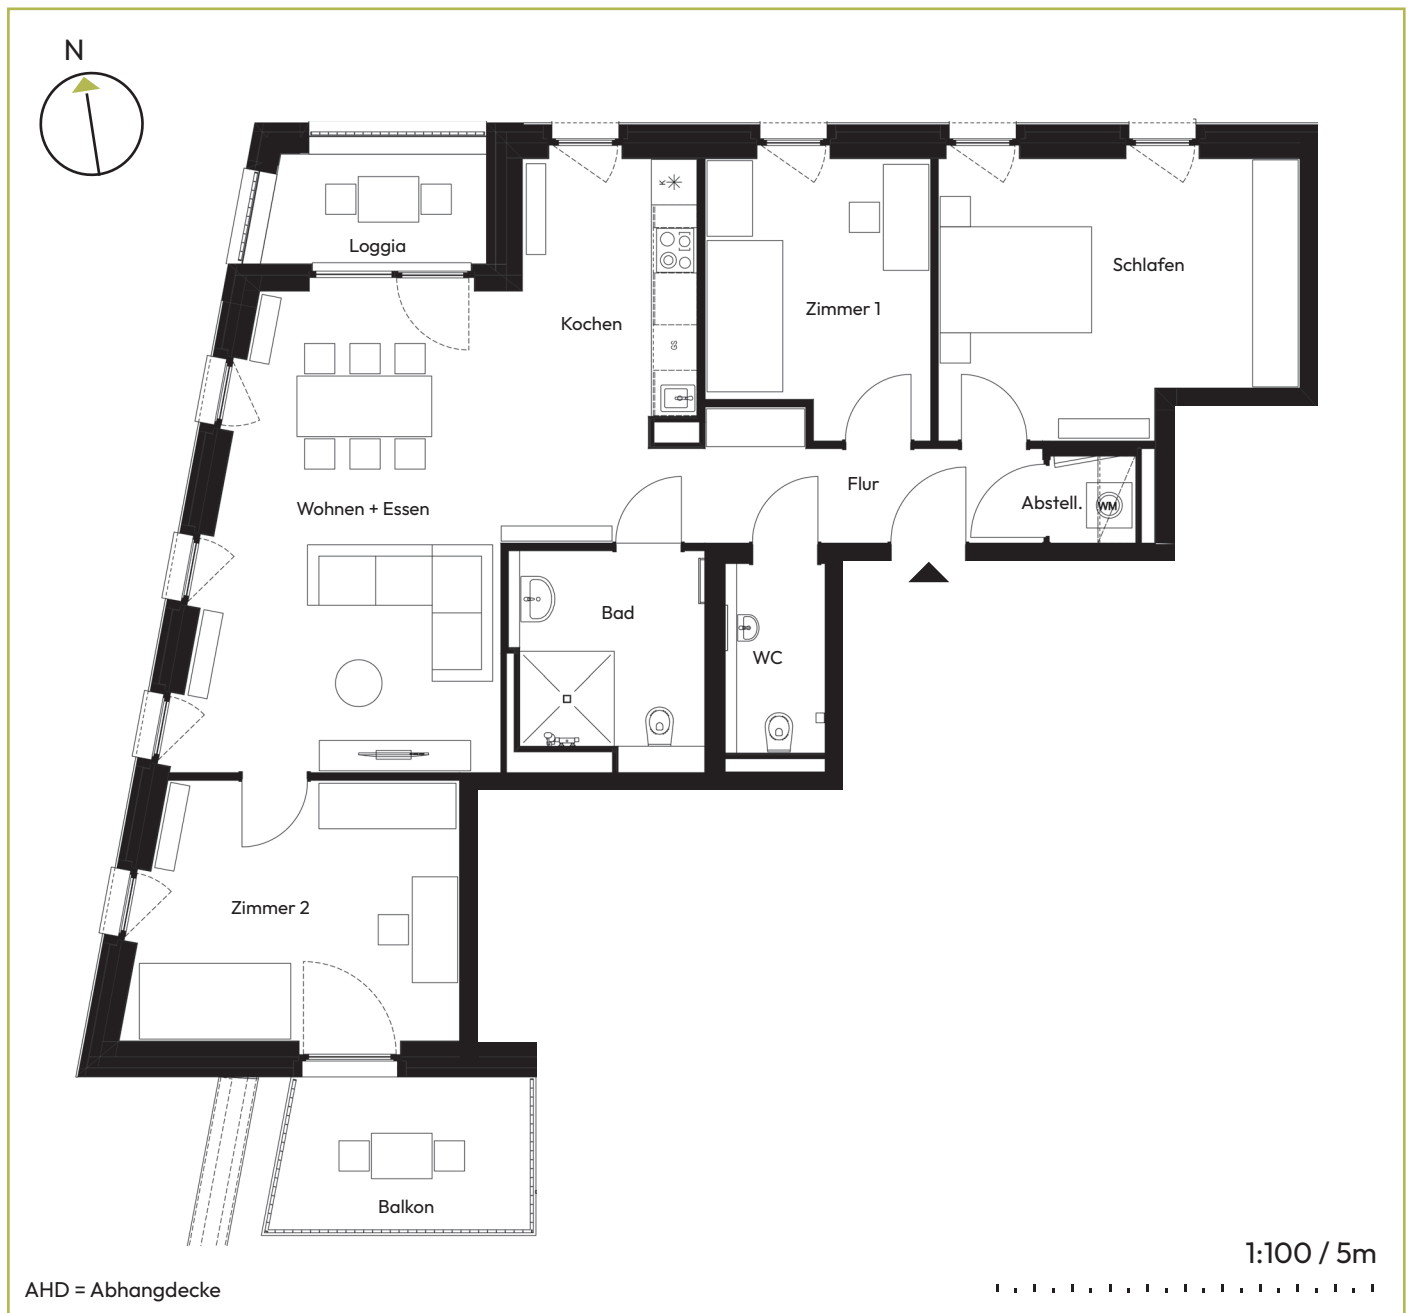 N
Loggia
K
Kochen
GS
Zimmer 1
Schlafen
Wohnen + Essen
Flur
Abstell.
WM
Bad
WC
Zimmer 2
Balkon
1:100 / 5m
AHD = Abhangdecke